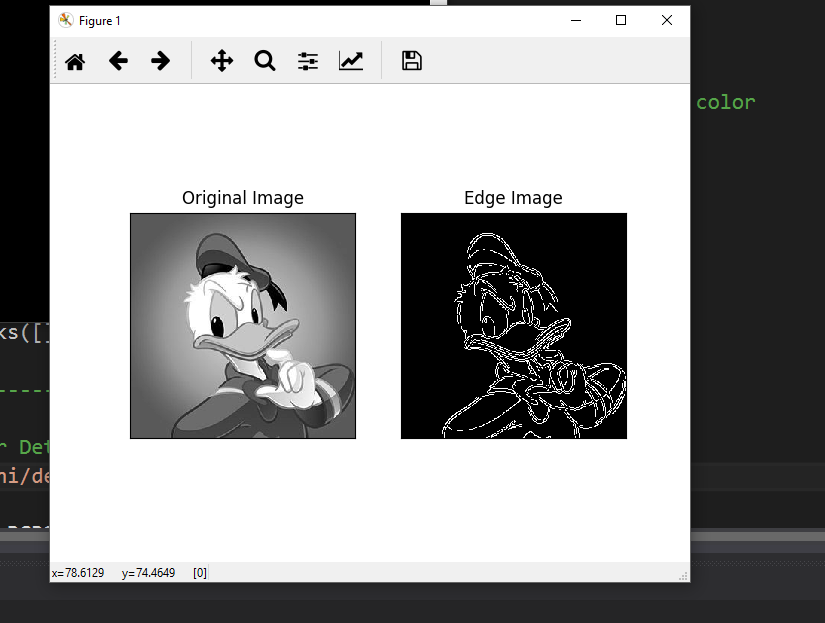 Figure 1
color
Original Image
Edge Image
ks([]
-----
r Det
ni/de
x=78.6129 y=74.4649 [0]